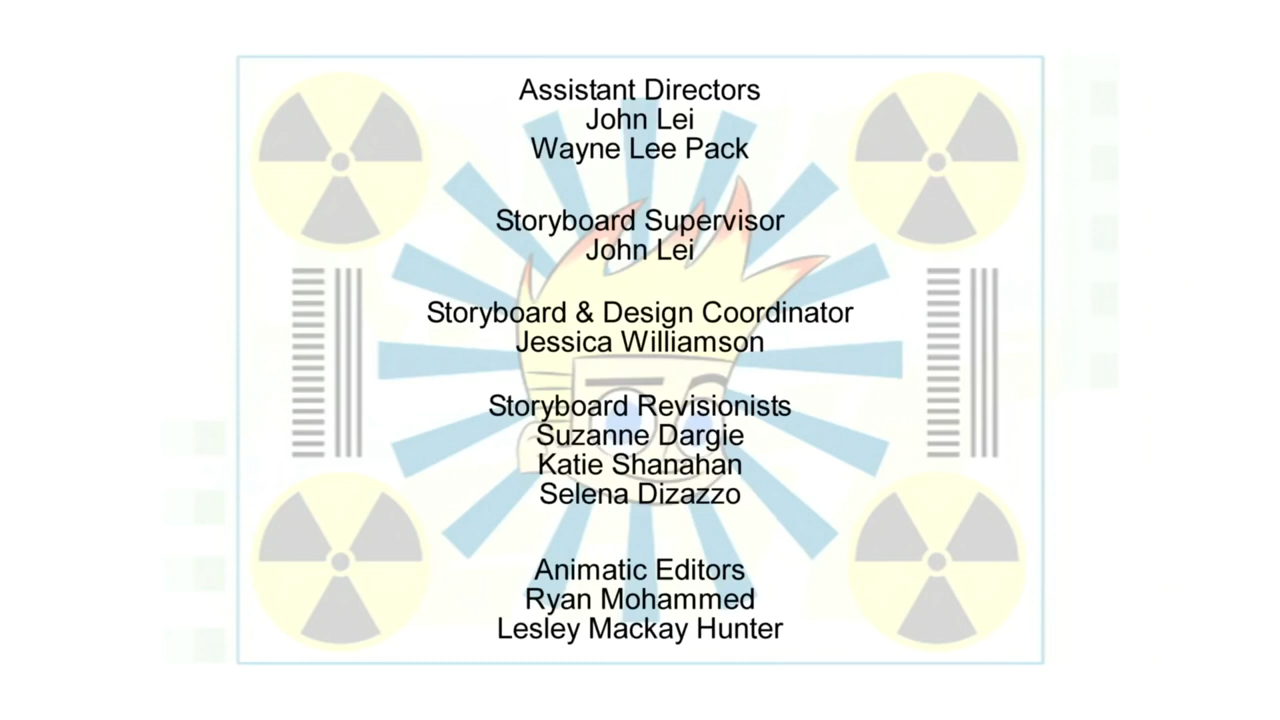 Assistant Directors
John Lei
Wayne Lee Pack
Storyboard Supervisor
John Lei
Storyboard & Design Coordinator
Jessica Williamson
Storyboard Revisionists
Suzanne Dargie
Katie Shanahan
Selena Dizazzo
Animatic Editors
Ryan Mohammed
Lesley Mackay Hunter